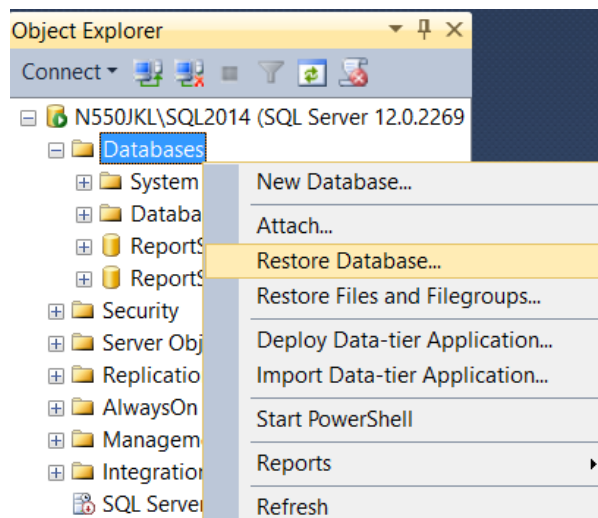 Object Explorer
Connect
N550JKL\SQL2014 (SQL Server 12.0.2269
Databases
System
New Database...
Databa
Attach...
ReportS
Restore Database...
ReportS
Restore Files and Filegroups...
Security
Server Obj
Deploy Data-tier Application...
Replicatio
Import Data-tier Application...
AlwaysOn
Start PowerShell
Managem
Reports
Integration
SQL Server
Refresh